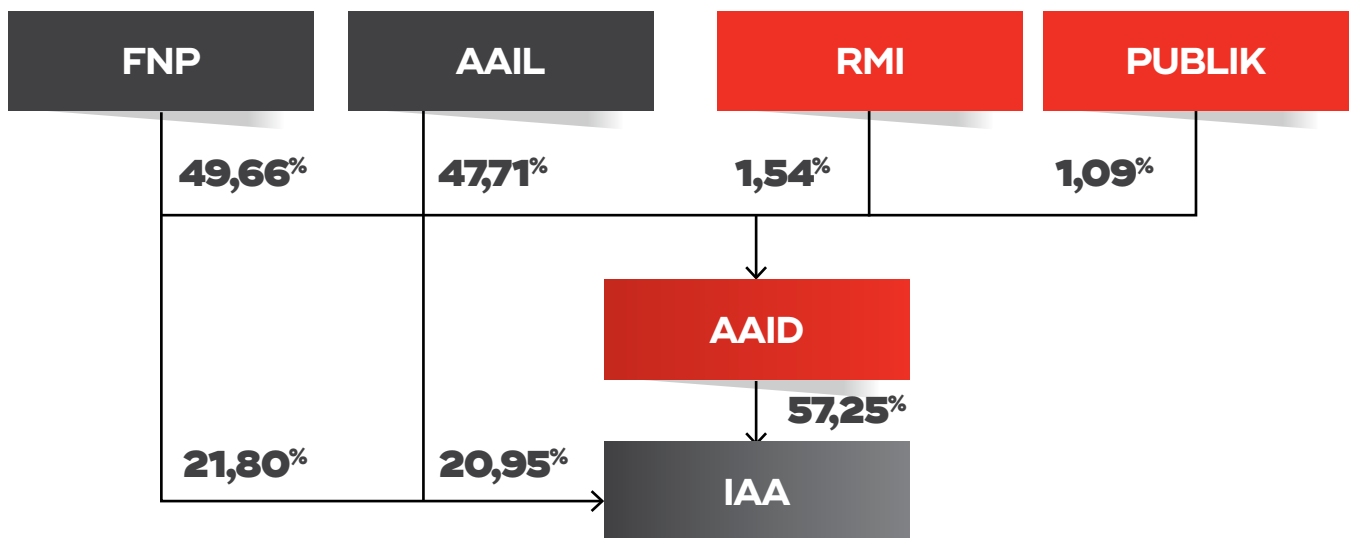 FNP
AAIL
RMI
PUBLIK
49,66%
47,71%
1,54%
1,09%
AAID
57,25%
21,80%
20,95%
IAA